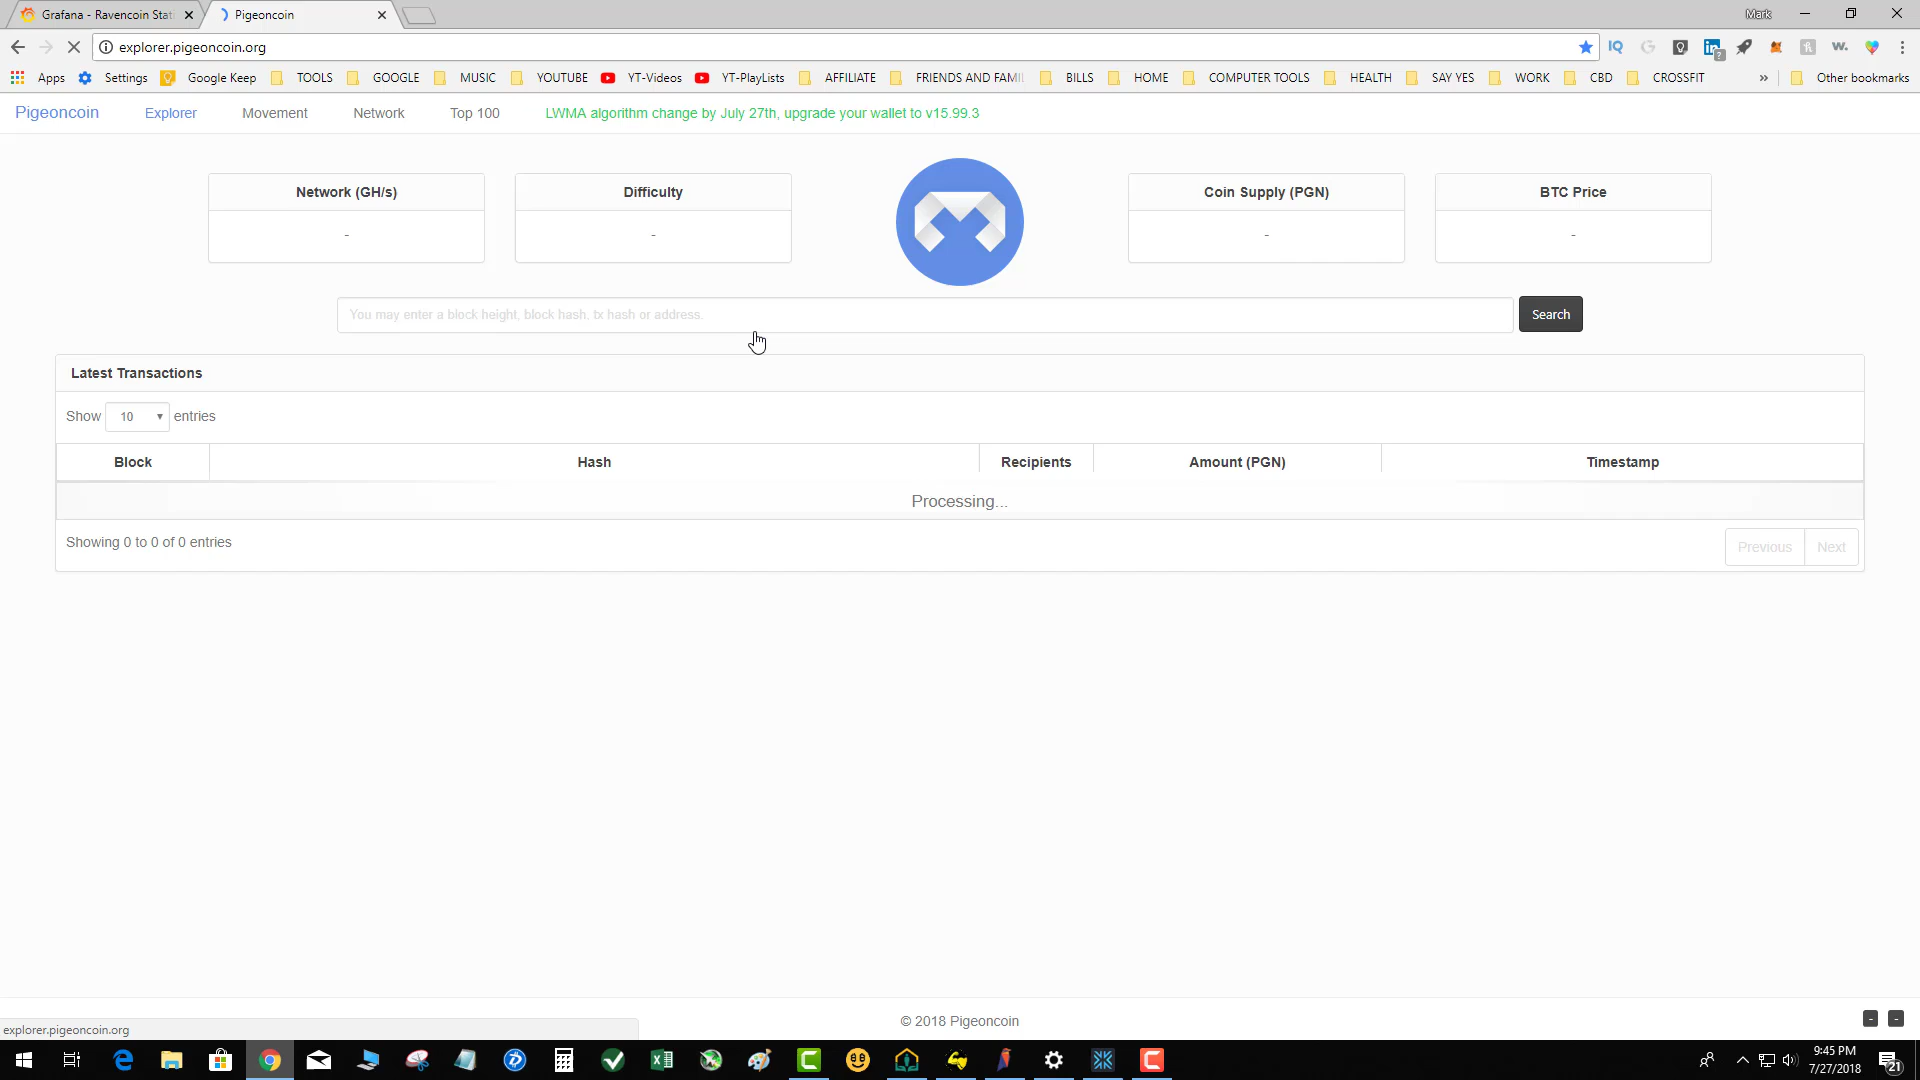 Grafana - Ravencoin Stat
Pigeoncoin
Mark
explorer.pigeoncoin.org
Apps
Settings
Google Keep
TOOLS
GOOGLE
MUSIC
YOUTUBE
YT-Videos
YT-PlayLists
AFFILIATE
FRIENDS AND FAMI
BILLS
HOME
COMPUTER TOOLS
HEALTH
SAY YES
WORK
CBD
CROSSFIT
»
Other bookmarks
Pigeoncoin
Explorer
Movement
Network
Top 100
LWMA algorithm change by July 27th, upgrade your wallet to v15.99.3
Network (GH/s)
-
Difficulty
-
Coin Supply (PGN)
-
BTC Price
-
You may enter a block height, block hash, tx hash or address.
Search
Latest Transactions
Show 10 entries
Block
Hash
Recipients
Amount (PGN)
Timestamp
Processing...
Showing 0 to 0 of 0 entries
Previous
Next
© 2018 Pigeoncoin
-
-
explorer.pigeoncoin.org
9:45 PM
7/27/2018
21